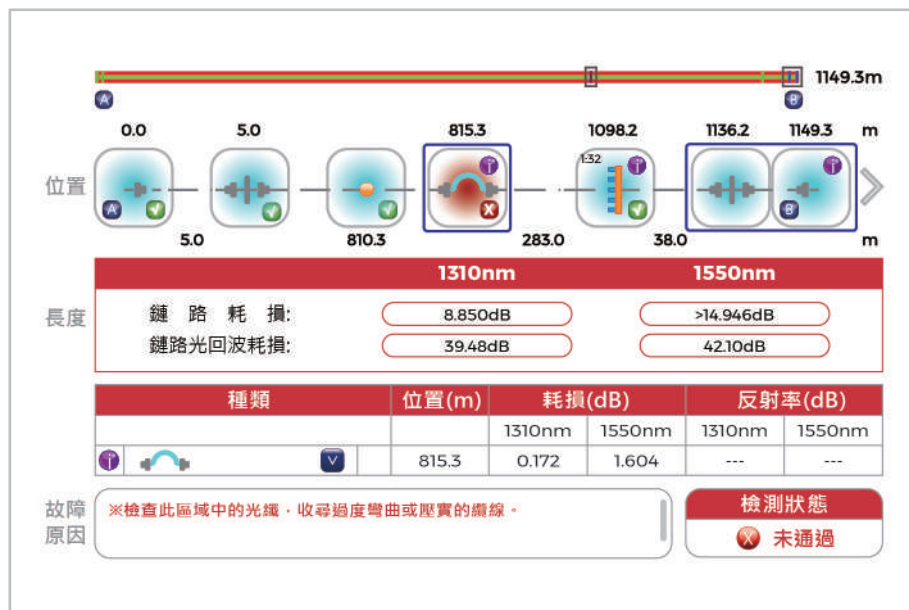 1149.3m
A
B
0.0 5.0 815.3 1098.2 1136.2 1149.3 m
位置
1:32
i
i
i
A
B
5.0 810.3 283.0 38.0 m
1310nm 1550nm
長度
鏈路耗損: 8.850dB >14.946dB
鏈路光回波耗損: 39.48dB 42.10dB
種類 位置(m) 耗損(dB) 反射率(dB)
1310nm 1550nm 1310nm 1550nm
i V 815.3 0.172 1.604 --- ---
故障
原因
※檢查此區域中的光纖，收尋過度彎曲或壓實的纜線。
檢測狀態
未通過